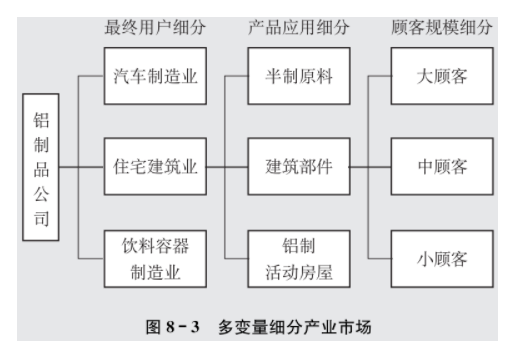 最终用户细分
产品应用细分
顾客规模细分
铝
制
品
公
司
汽车制造业
住宅建筑业
饮料容器
制造业
半制原料
建筑部件
铝制
活动房屋
大顾客
中顾客
小顾客
图 8-3 多变量细分产业市场